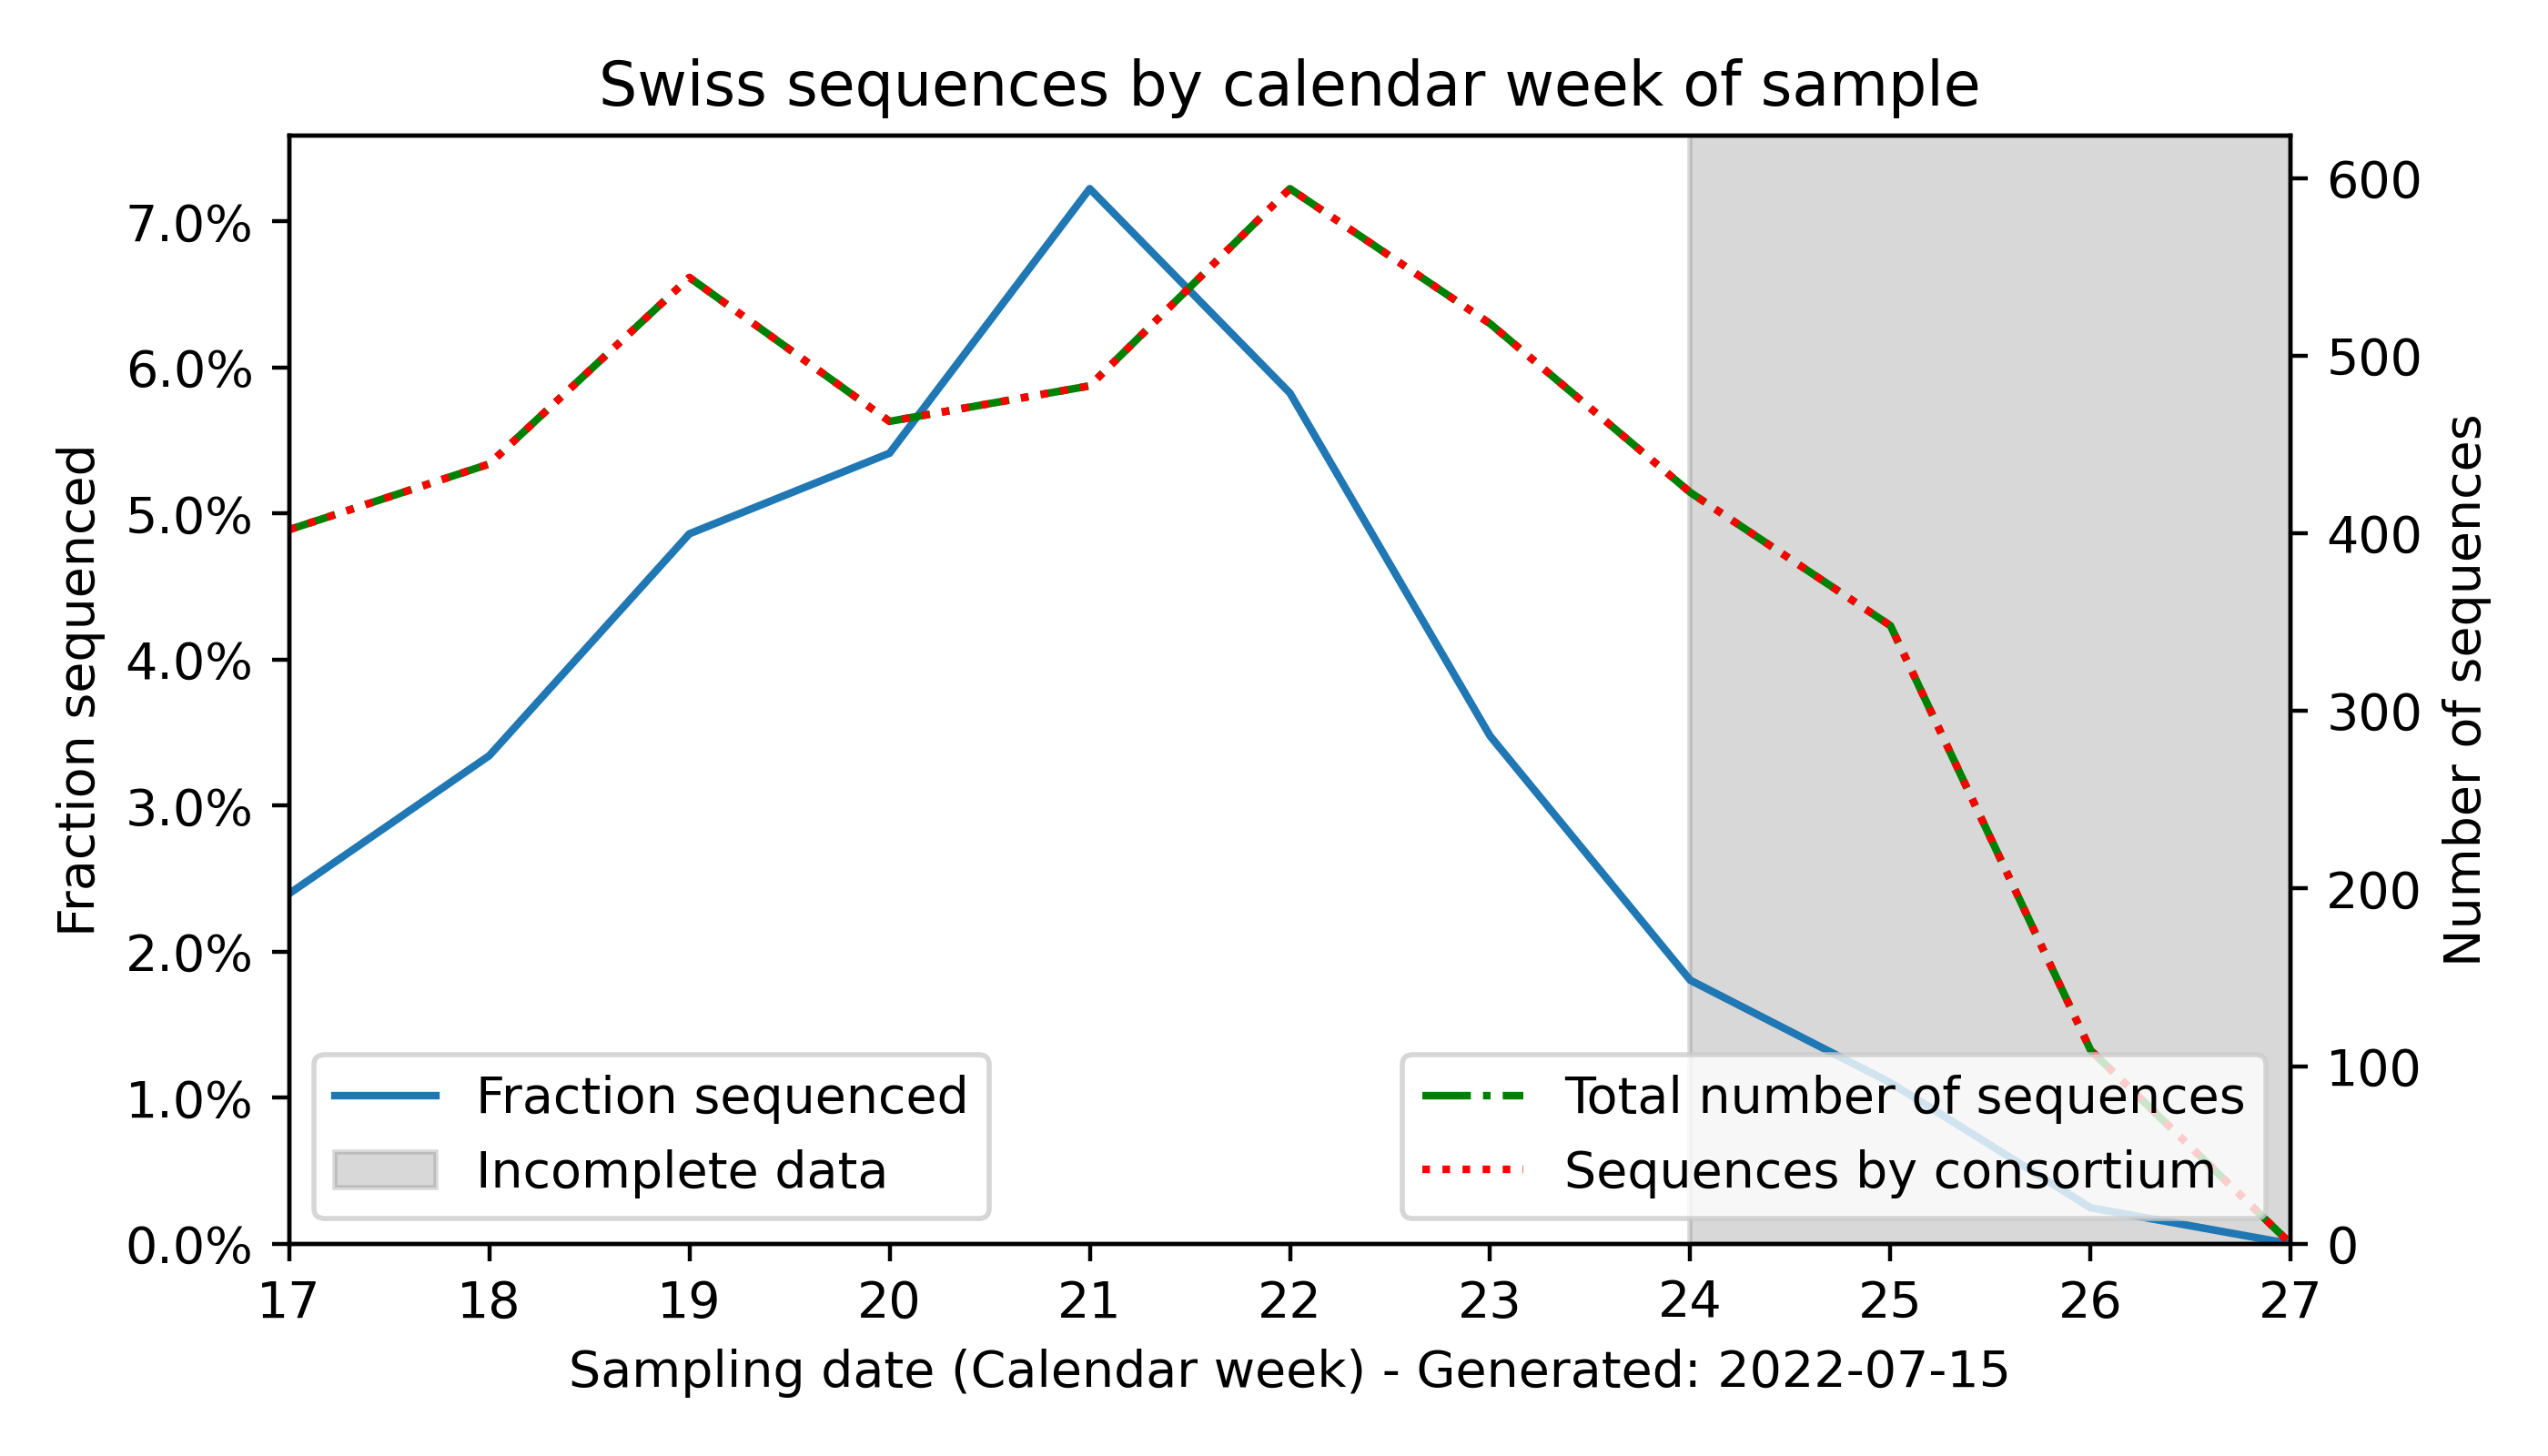 Swiss sequences by calendar week of sample
Fraction sequenced
7.0%
6.0%
5.0%
4.0%
3.0%
2.0%
1.0%
0.0%
600
500
400
300
200
100
0
Number of sequences
Fraction sequenced
Incomplete data
Total number of sequences
Sequences by consortium
17 18 19 20 21 22 23 24 25 26 27
Sampling date (Calendar week) - Generated: 2022-07-15